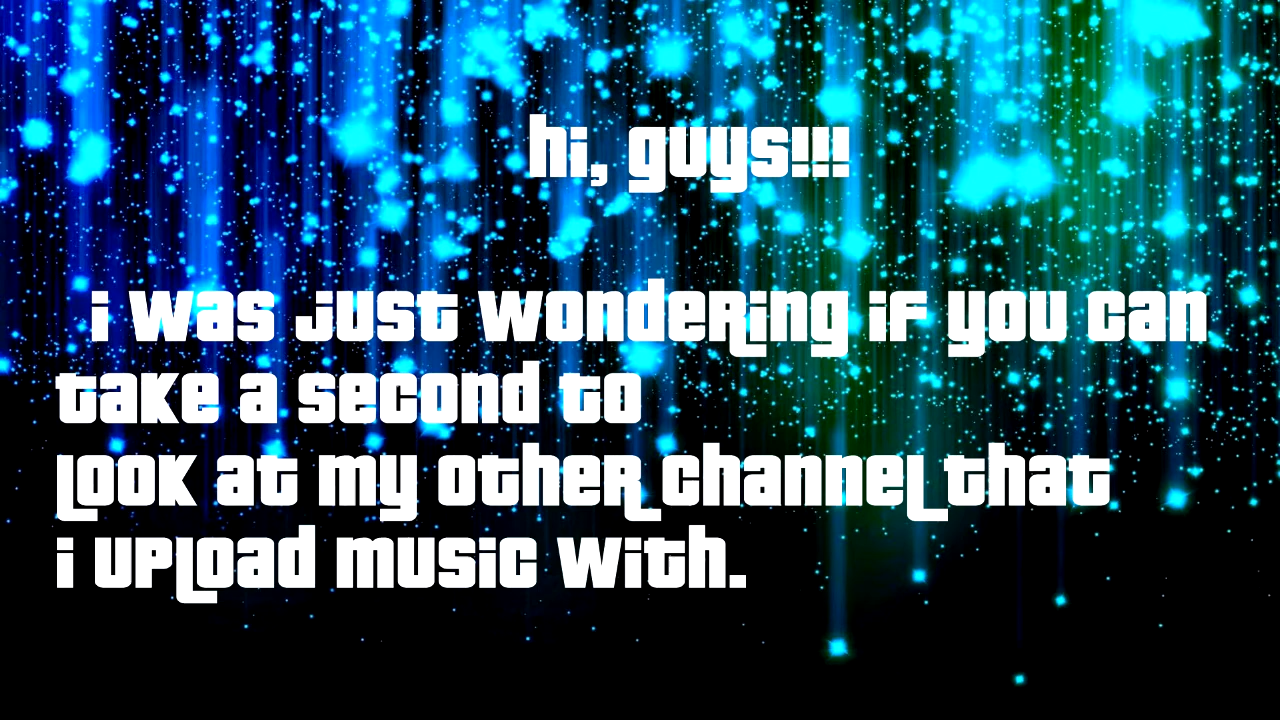 hi, guys!!!
i was just wondering if you can
take a second to
look at my other channel that
i upload music with.